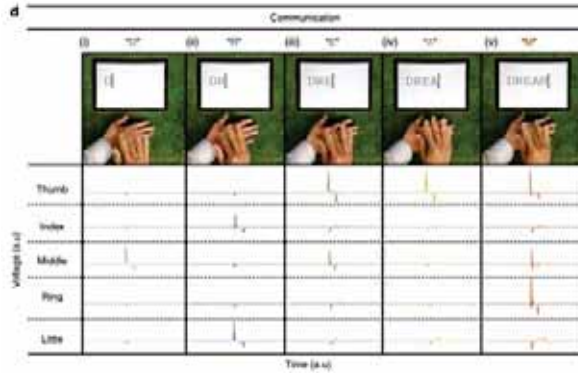 d
Communication
(i) (ii) (iii) (iv) (v)
D DR DRE DREA DREAM
Thumb
Index
Middle
Ring
Little
Voltage (a.u)
Time (a.u)